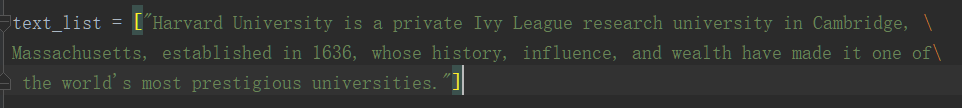 text_list = ["Harvard University is a private Ivy League research university in Cambridge, \
Massachusetts, established in 1636, whose history, influence, and wealth have made it one of\
the world's most prestigious universities."]